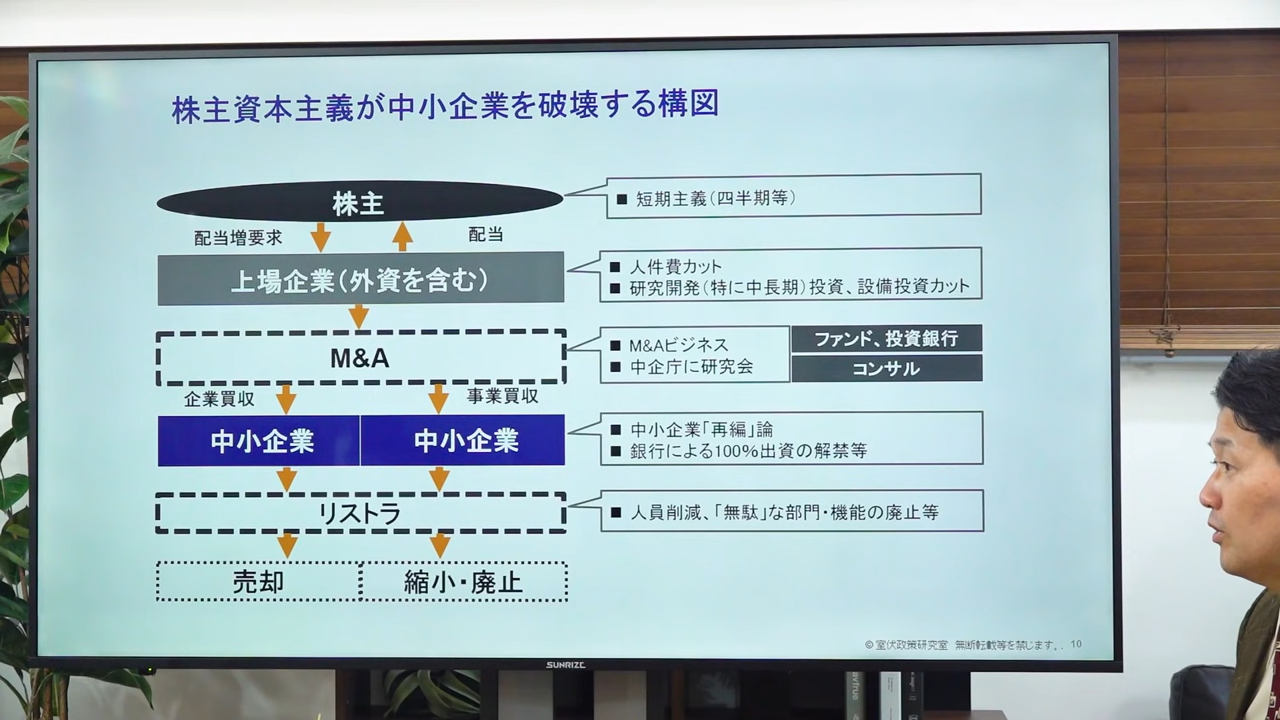 株主資本主義が中小企業を破壊する構図
株主
■ 短期主義(四半期等)
配当増要求
配当
上場企業(外資を含む)
■ 人件費カット
■ 研究開発(特に中長期)投資、設備投資カット
M&A
■ M&Aビジネス
■ 中企庁に研究会
ファンド、投資銀行
コンサル
企業買収
事業買収
中小企業
中小企業
■ 中小企業「再編」論
■ 銀行による100%出資の解禁等
リストラ
■ 人員削減、「無駄」な部門・機能の廃止等
売却
縮小・廃止
© 室伏政策研究室 無断転載等を禁じます。. 10
SUNRIZE